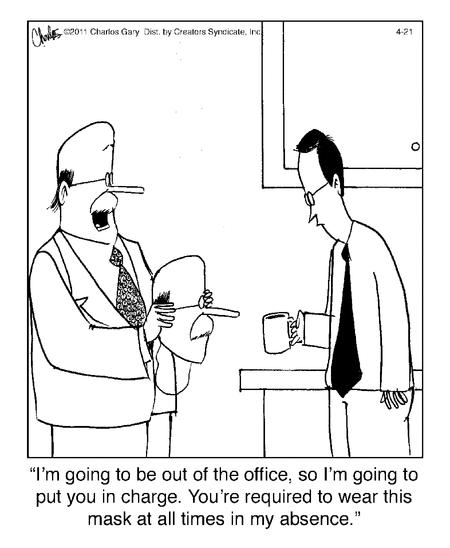 Charlos ©2011 Charlos Gary Dist. by Creators Syndicate, Inc. 4-21
“I’m going to be out of the office, so I’m going to
put you in charge. You’re required to wear this
mask at all times in my absence.”